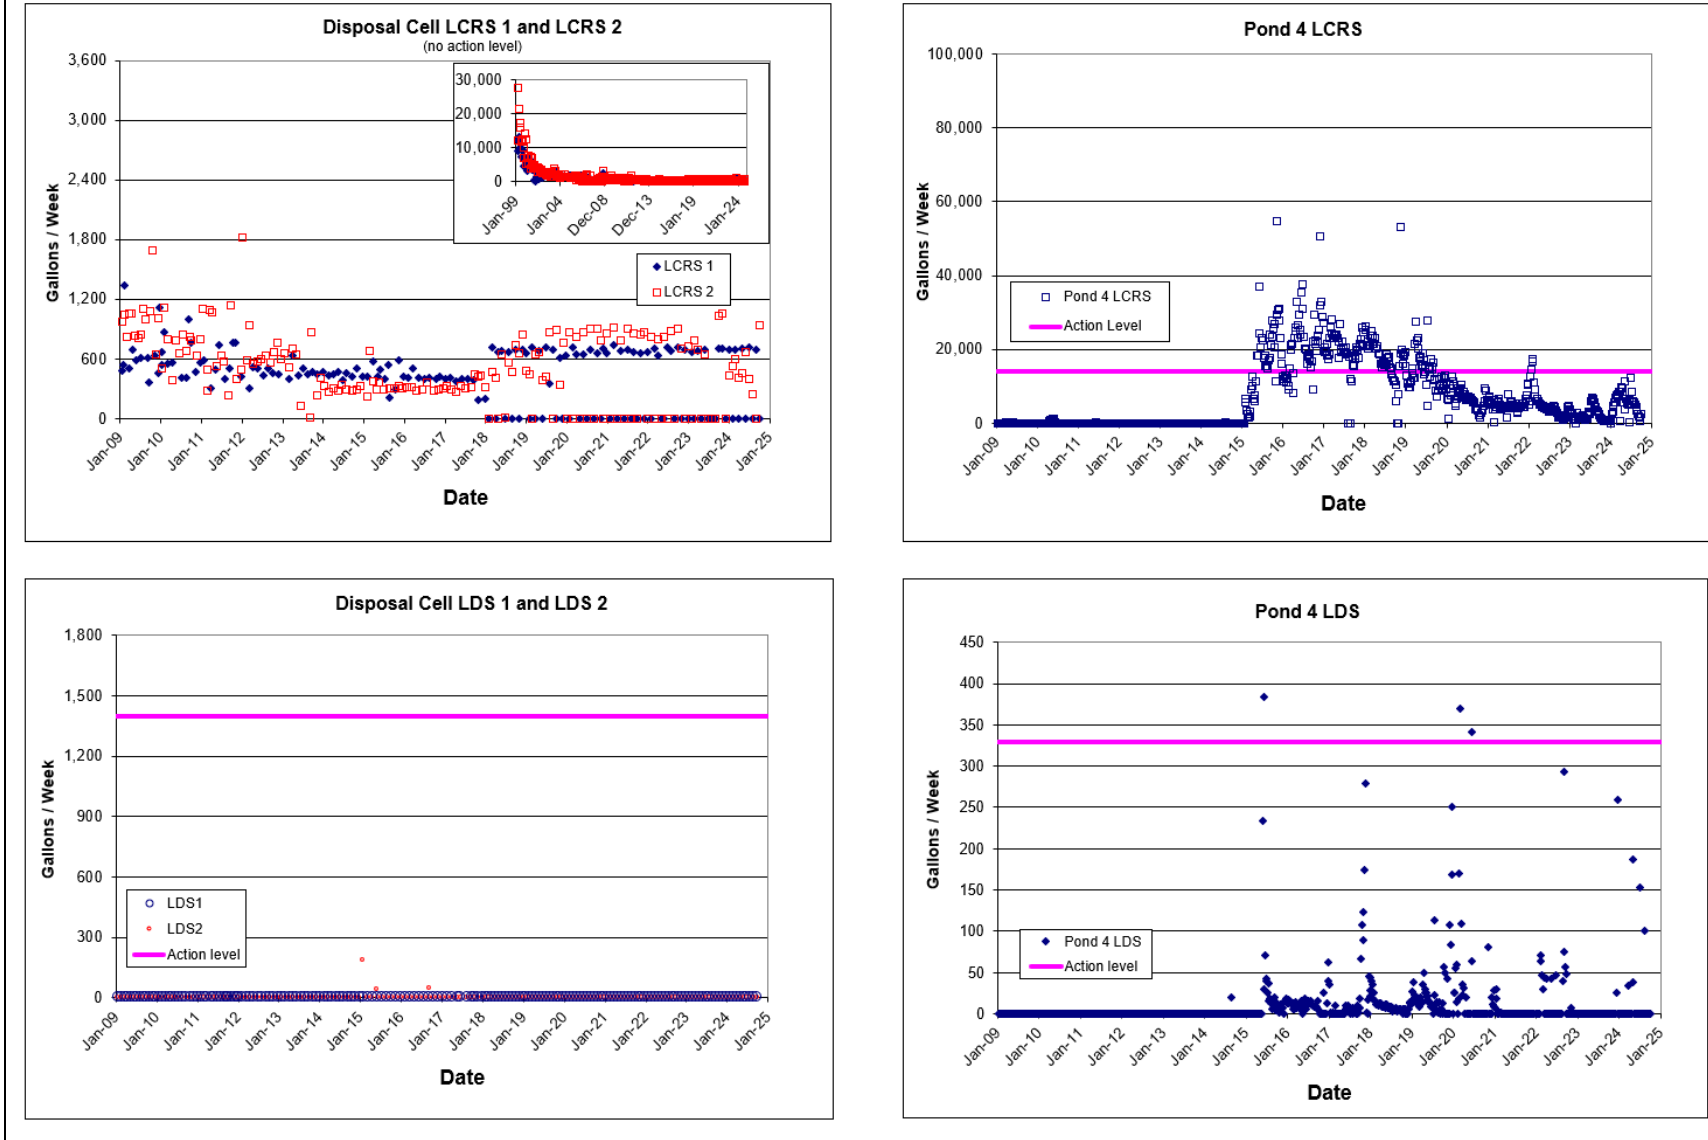 Disposal Cell LCRS 1 and LCRS 2
(no action level)
3,600
3,000
2,400
1,800
1,200
600
0
Gallons / Week
30,000
20,000
10,000
0
Jan-99
Jan-04
Dec-08
Dec-13
Jan-19
Jan-24
LCRS 1
LCRS 2
Jan-09
Jan-10
Jan-11
Jan-12
Jan-13
Jan-14
Jan-15
Jan-16
Jan-17
Jan-18
Jan-19
Jan-20
Jan-21
Jan-22
Jan-23
Jan-24
Jan-25
Date
Pond 4 LCRS
100,000
80,000
60,000
40,000
20,000
0
Gallons / Week
Pond 4 LCRS
Action Level
Jan-09
Jan-10
Jan-11
Jan-12
Jan-13
Jan-14
Jan-15
Jan-16
Jan-17
Jan-18
Jan-19
Jan-20
Jan-21
Jan-22
Jan-23
Jan-24
Jan-25
Date
Disposal Cell LDS 1 and LDS 2
1,800
1,500
1,200
900
600
300
0
Gallons / Week
LDS1
LDS2
Action level
Jan-09
Jan-10
Jan-11
Jan-12
Jan-13
Jan-14
Jan-15
Jan-16
Jan-17
Jan-18
Jan-19
Jan-20
Jan-21
Jan-22
Jan-23
Jan-24
Jan-25
Date
Pond 4 LDS
450
400
350
300
250
200
150
100
50
0
Gallons / Week
Pond 4 LDS
Action level
Jan-09
Jan-10
Jan-11
Jan-12
Jan-13
Jan-14
Jan-15
Jan-16
Jan-17
Jan-18
Jan-19
Jan-20
Jan-21
Jan-22
Jan-23
Jan-24
Jan-25
Date